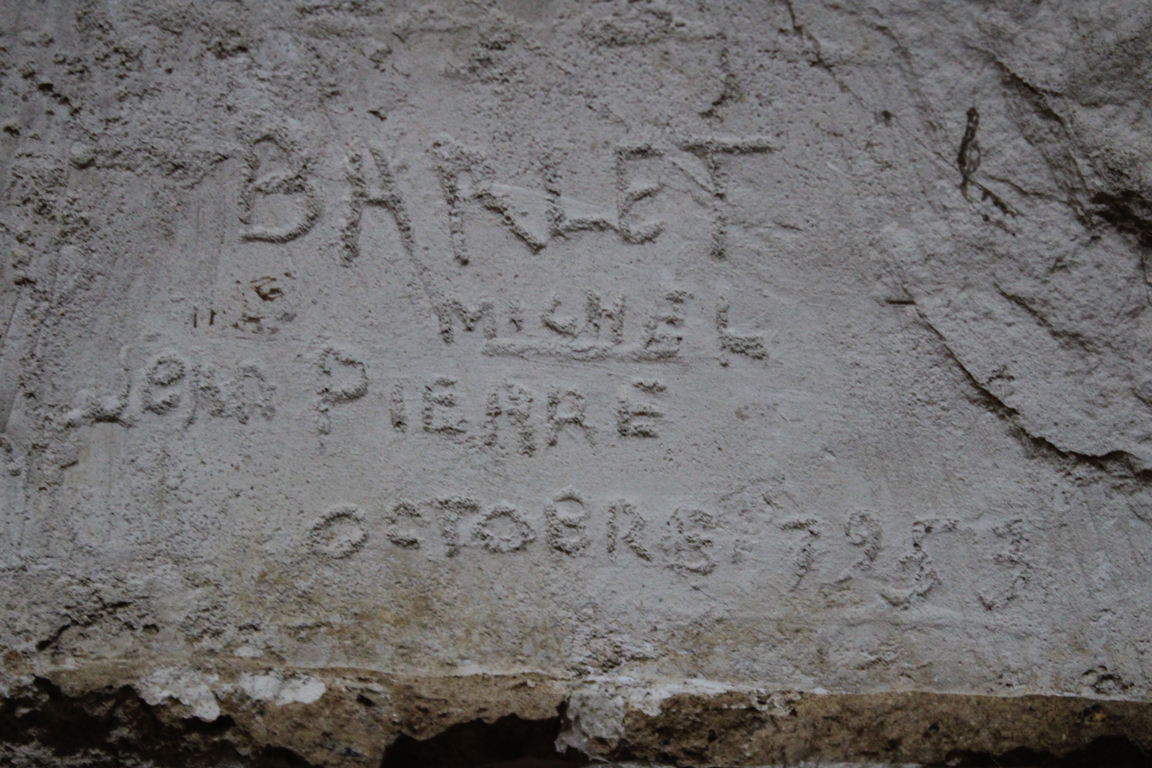 BARLET
MICHEL
Jean PIERRE
OCTOBRE 1953